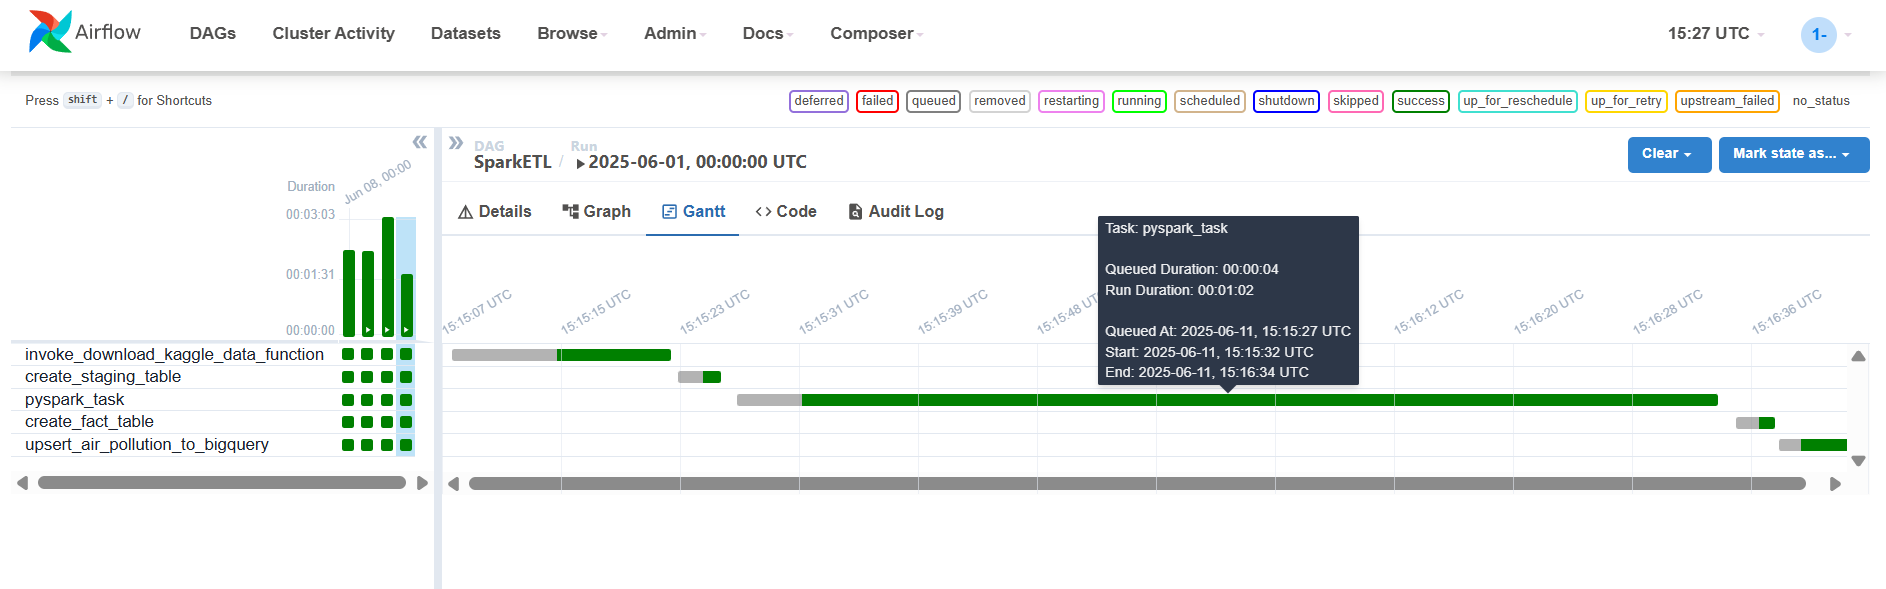 Airflow
DAGs
Cluster Activity
Datasets
Browse
Admin
Docs
Composer
15:27 UTC
1-
Press shift + / for Shortcuts
deferred
failed
queued
removed
restarting
running
scheduled
shutdown
skipped
success
up_for_reschedule
up_for_retry
upstream_failed
no_status
Duration
Jun 08, 00:00
00:03:03
00:01:31
00:00:00
invoke_download_kaggle_data_function
create_staging_table
pyspark_task
create_fact_table
upsert_air_pollution_to_bigquery
DAG
SparkETL /
Run
2025-06-01, 00:00:00 UTC
Clear
Mark state as...
Details
Graph
Gantt
Code
Audit Log
15:15:07 UTC
15:15:15 UTC
15:15:23 UTC
15:15:31 UTC
15:15:39 UTC
15:15:48
15:16:12 UTC
15:16:20 UTC
15:16:28 UTC
15:16:36 UTC
Task: pyspark_task
Queued Duration: 00:00:04
Run Duration: 00:01:02
Queued At: 2025-06-11, 15:15:27 UTC
Start: 2025-06-11, 15:15:32 UTC
End: 2025-06-11, 15:16:34 UTC